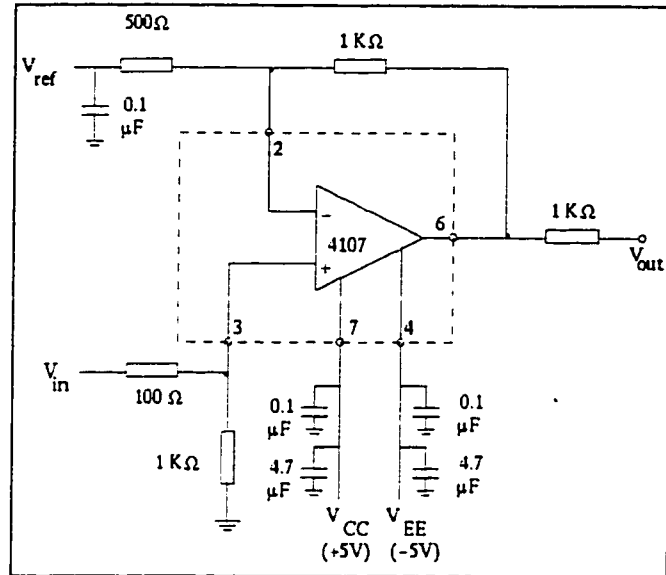 500Ω
1 KΩ
V ref
0.1
μF
2
−
4107
+
6
1 KΩ
V out
3
7
4
V in
100 Ω
0.1
μF
0.1
μF
1 KΩ
4.7
μF
4.7
μF
V CC
(+5V)
V EE
(-5V)